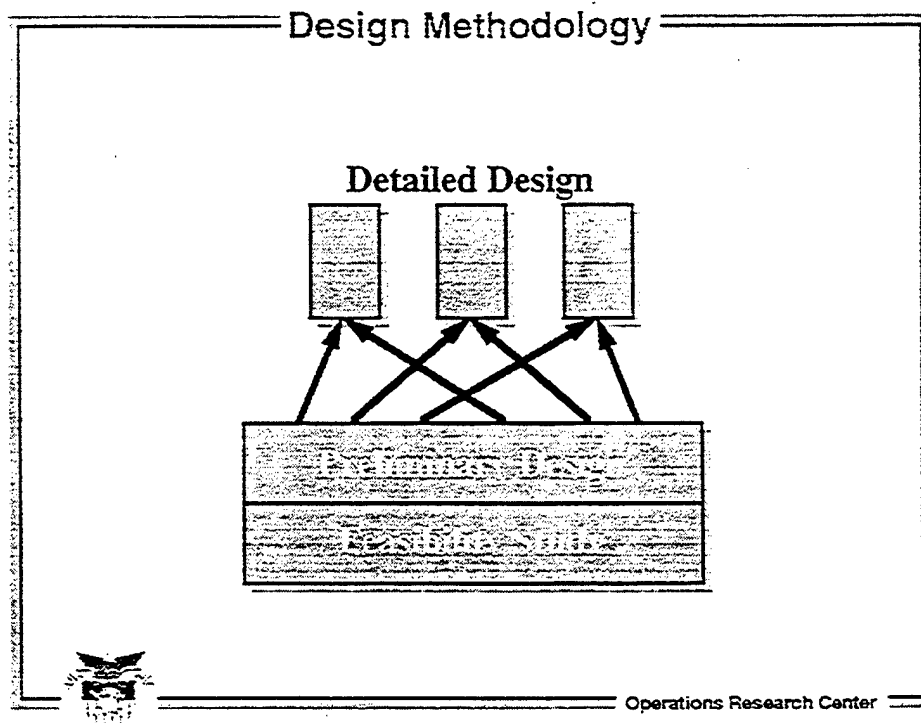 Design Methodology
Detailed Design
Preliminary Design
Feasibility Study
Operations Research Center